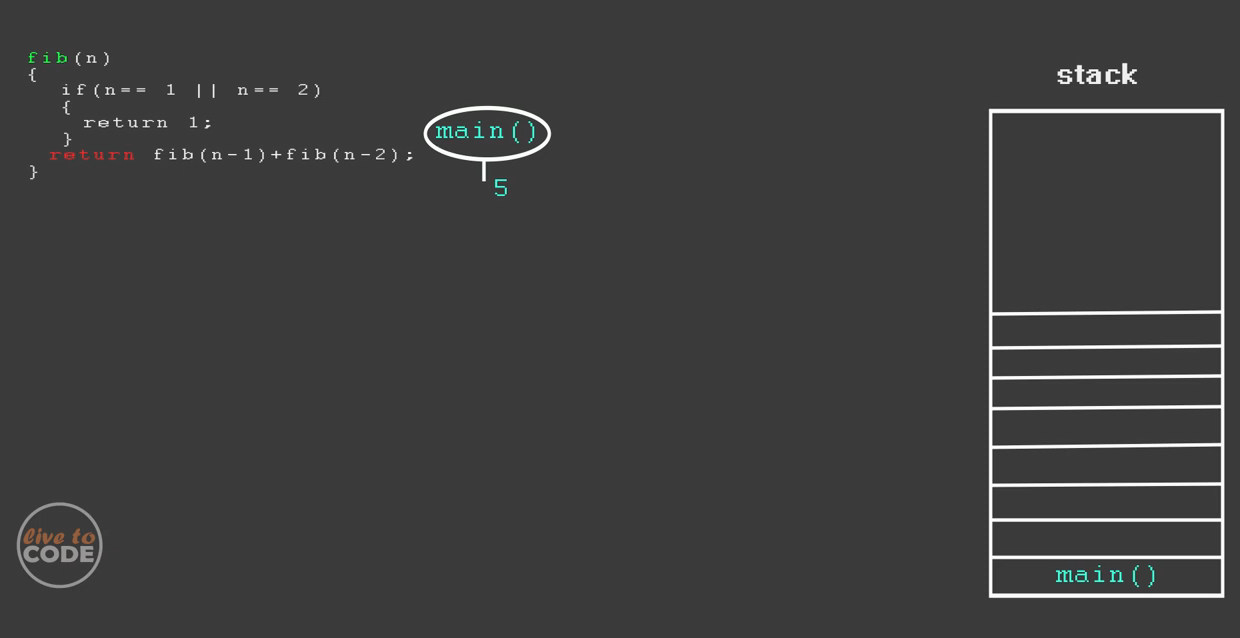 fib(n)
{
if(n== 1 || n== 2)
{
return 1;
}
return fib(n-1)+fib(n-2);
}
main()
5
stack
main()
live to
CODE